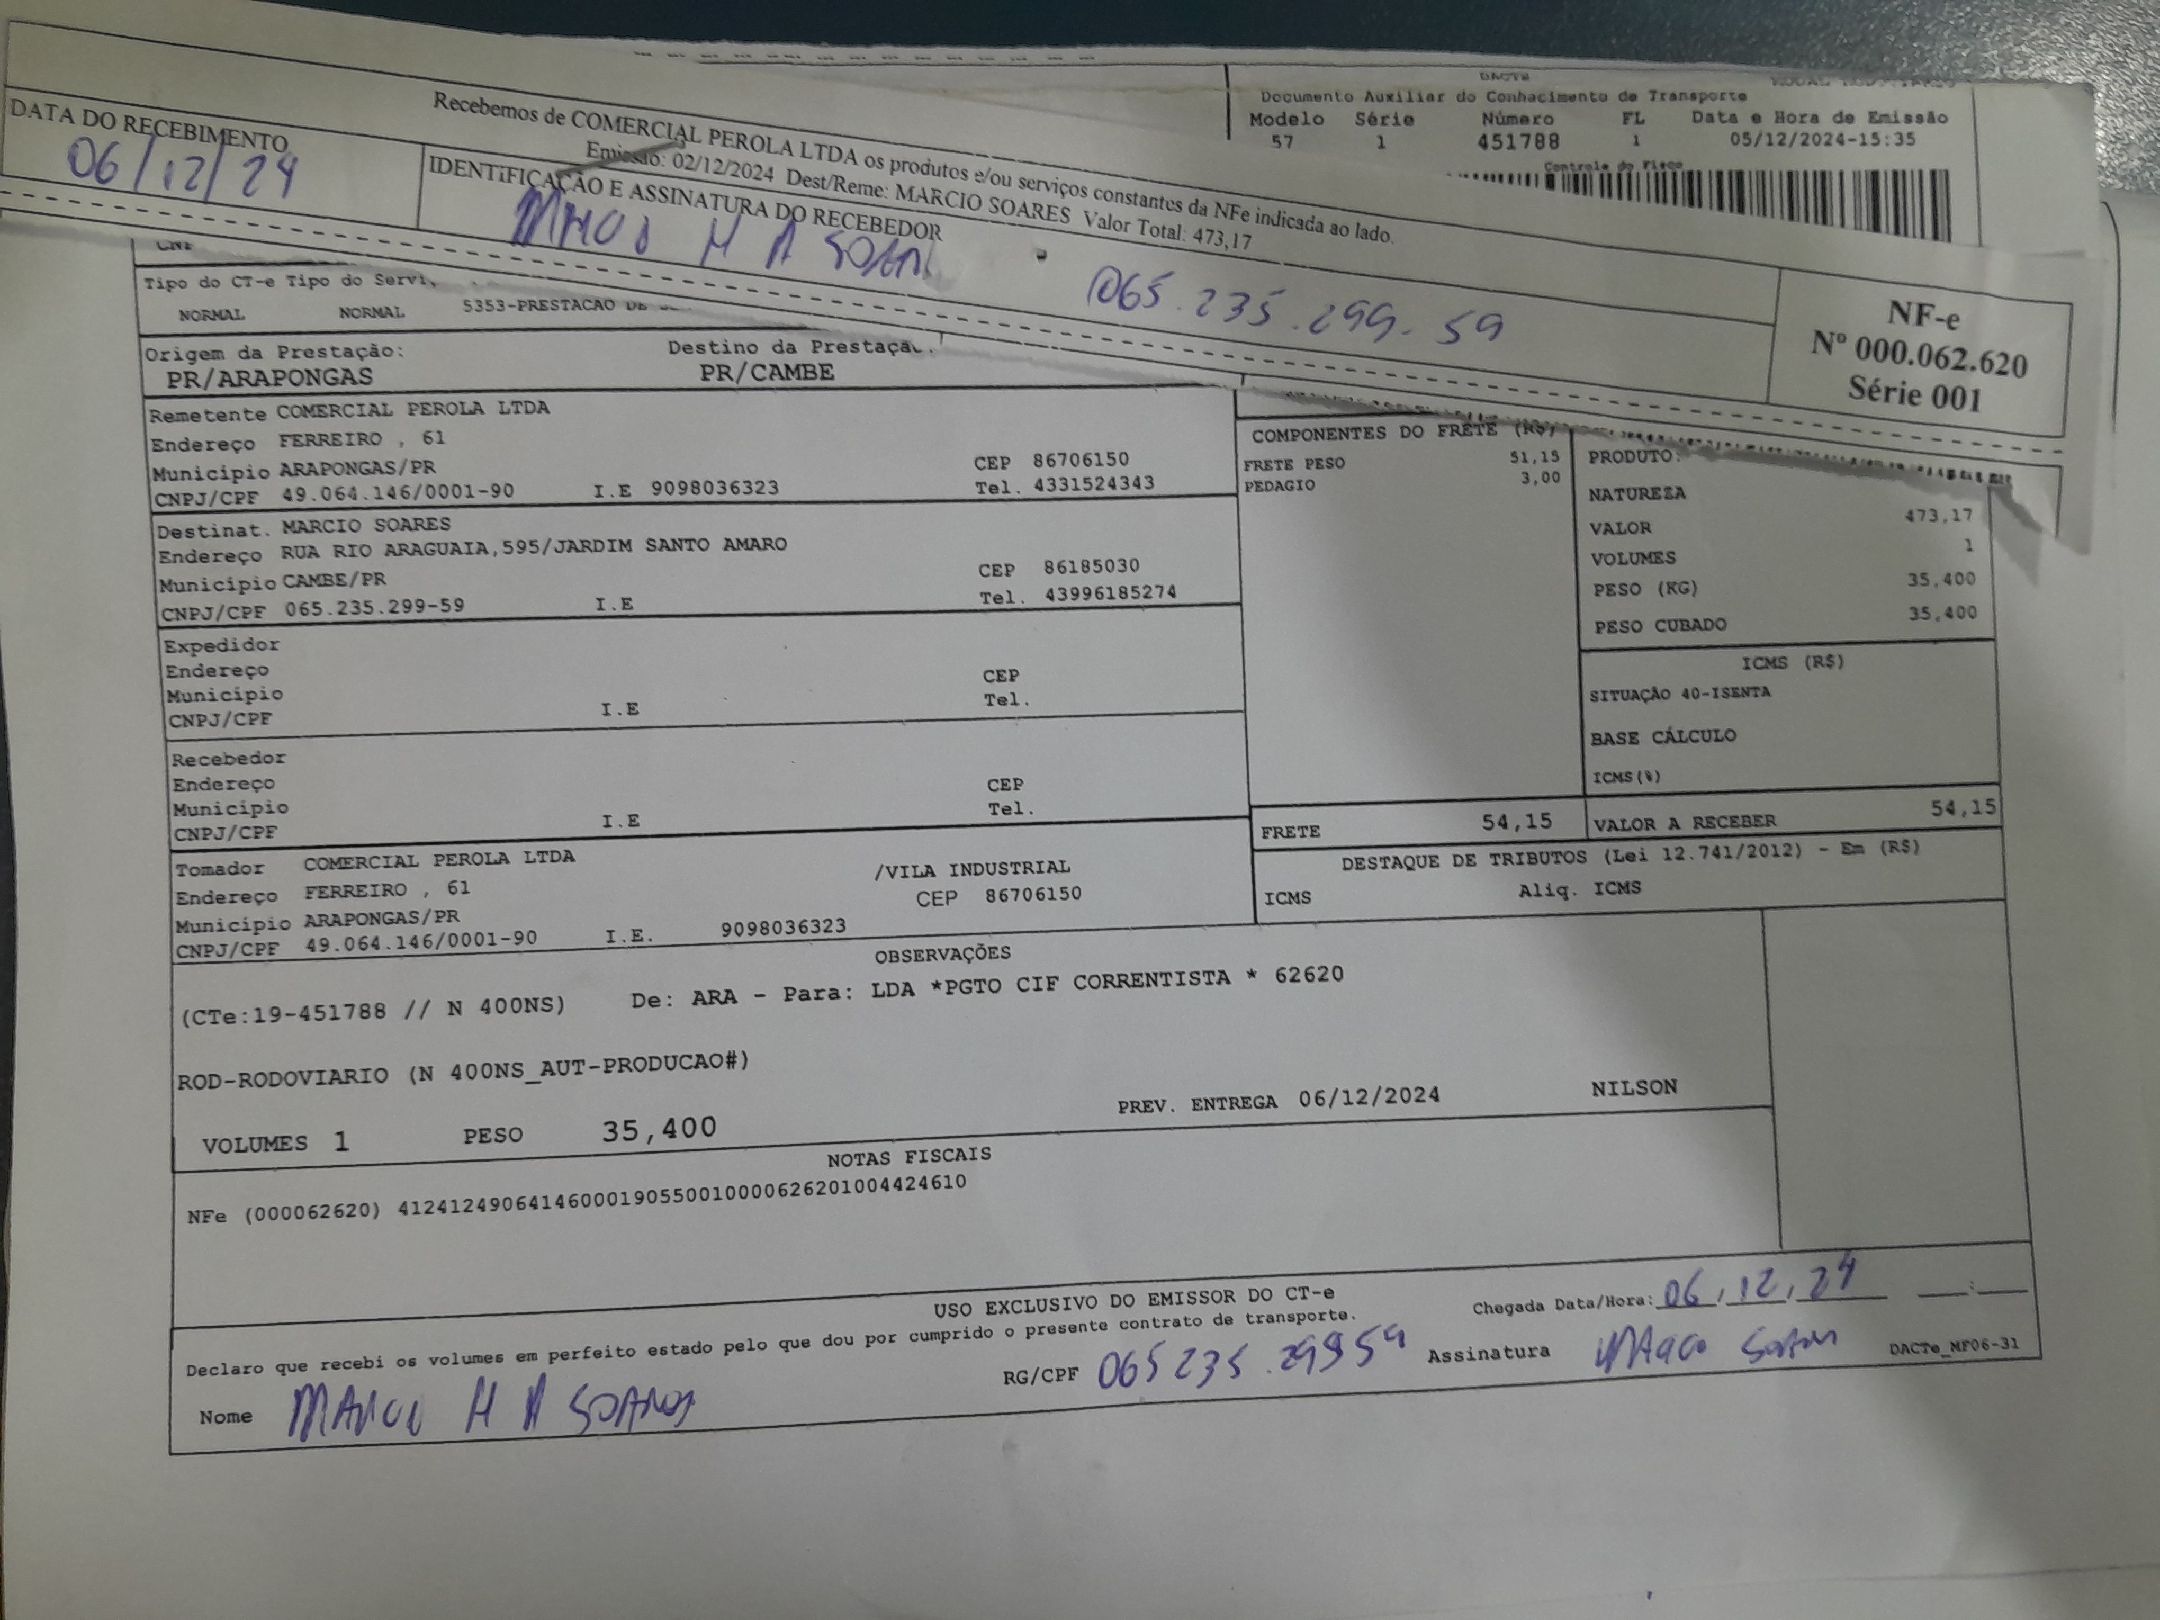 Recebemos de COMERCIAL PEROLA LTDA os produtos e/ou serviços constantes da NFe indicada ao lado.
Emissão: 02/12/2024 Dest/Reme: MARCIO SOARES Valor Total: 473,17
DATA DO RECEBIMENTO
06/12/24
IDENTIFICAÇÃO E ASSINATURA DO RECEBEDOR
065.235.299-59
NF-e
Nº 000.062.620
Série 001
DACTe
Documento Auxiliar do Conhecimento de Transporte
Modelo Série Número FL Data e Hora de Emissão
57 1 451788 1 05/12/2024-15:35
Controle do Fisco
Tipo do CT-e Tipo do Servi
NORMAL NORMAL 5353-PRESTACAO DE
Origem da Prestação: Destino da Prestaçã
PR/ARAPONGAS PR/CAMBE
Remetente COMERCIAL PEROLA LTDA
Endereço FERREIRO , 61
Município ARAPONGAS/PR CEP 86706150
CNPJ/CPF 49.064.146/0001-90 I.E 9098036323 Tel. 4331524343
Destinat. MARCIO SOARES
Endereço RUA RIO ARAGUAIA,595/JARDIM SANTO AMARO
Município CAMBE/PR CEP 86185030
CNPJ/CPF 065.235.299-59 I.E Tel. 43996185274
Expedidor
Endereço
Município CEP
CNPJ/CPF I.E Tel.
Recebedor
Endereço
Município CEP
CNPJ/CPF I.E Tel.
Tomador COMERCIAL PEROLA LTDA
Endereço FERREIRO , 61 /VILA INDUSTRIAL
Município ARAPONGAS/PR CEP 86706150
CNPJ/CPF 49.064.146/0001-90 I.E. 9098036323
COMPONENTES DO FRETE (R$)
FRETE PESO 51,15
PEDAGIO 3,00
PRODUTO:
NATUREZA
VALOR 473,17
VOLUMES 1
PESO (KG) 35,400
PESO CUBADO 35,400
ICMS (R$)
SITUAÇÃO 40-ISENTA
BASE CÁLCULO
ICMS(%)
FRETE 54,15 VALOR A RECEBER 54,15
DESTAQUE DE TRIBUTOS (Lei 12.741/2012) - Em (R$)
ICMS Aliq. ICMS
OBSERVAÇÕES
(CTe:19-451788 // N 400NS) De: ARA - Para: LDA *PGTO CIF CORRENTISTA * 62620
ROD-RODOVIARIO (N 400NS_AUT-PRODUCAO#)
VOLUMES 1 PESO 35,400 PREV. ENTREGA 06/12/2024 NILSON
NOTAS FISCAIS
NFe (000062620) 41241249064146000190550010000626201004424610
USO EXCLUSIVO DO EMISSOR DO CT-e
Declaro que recebi os volumes em perfeito estado pelo que dou por cumprido o presente contrato de transporte.
Chegada Data/Hora: 06.12.24 __:__
Nome
RG/CPF 065 235.29959 Assinatura
DACTe_MF06-31